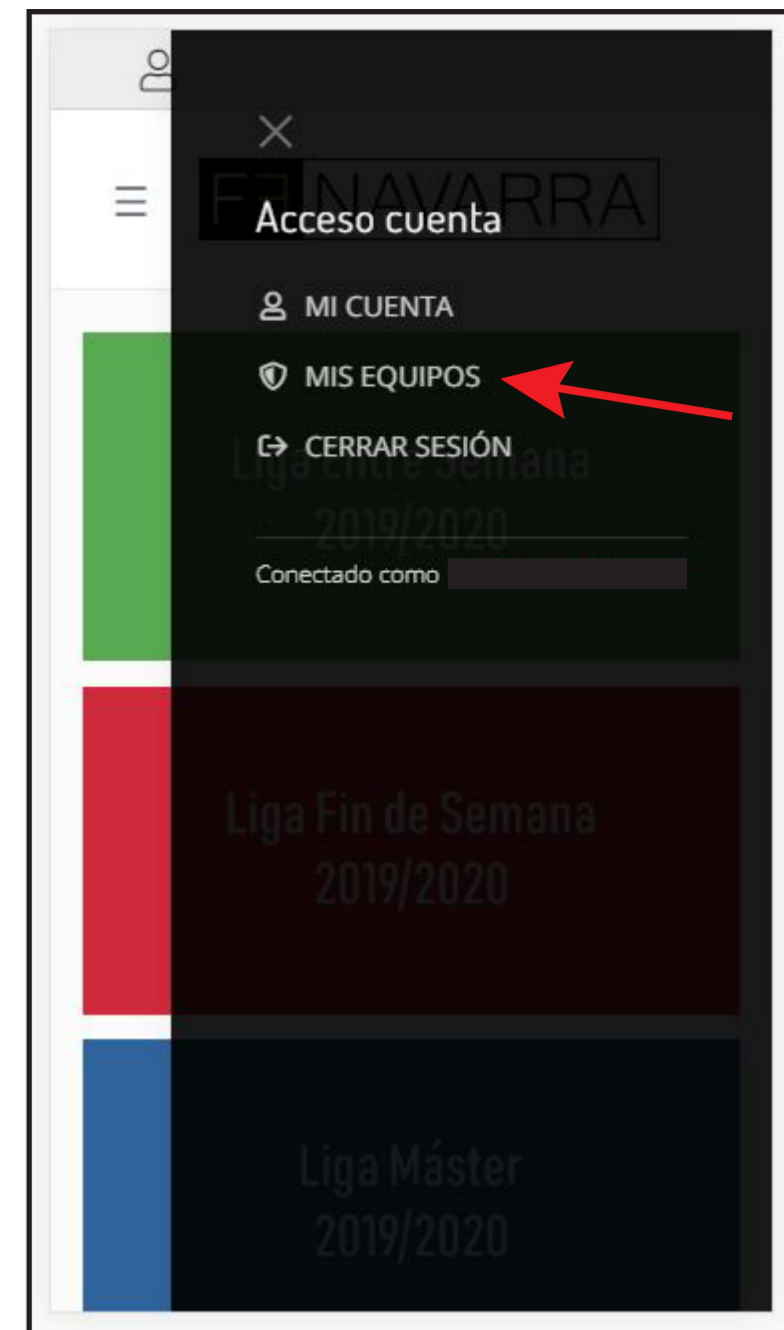 F7 NAVARRA
Acceso cuenta
MI CUENTA
MIS EQUIPOS
CERRAR SESIÓN
Liga Entre Semana
2019/2020
Conectado como
Liga Fin de Semana
2019/2020
Liga Máster
2019/2020